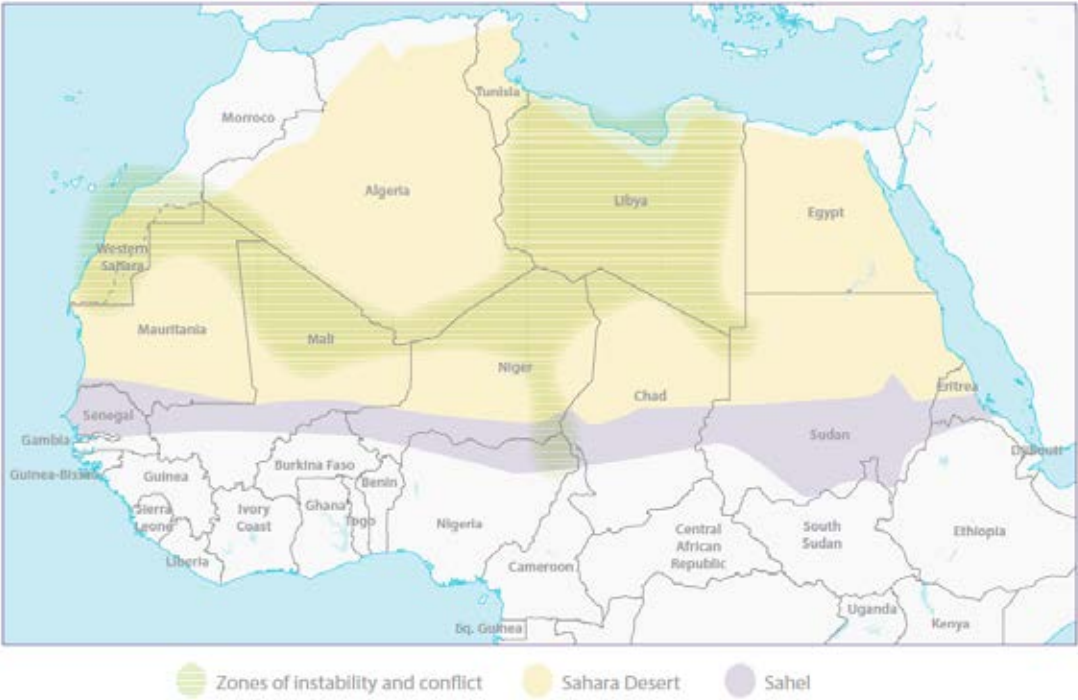 Tunisia
Morroco
Algeria
Libya
Egypt
Western
Sahara
Mauritania
Mali
Niger
Chad
Eritrea
Senegal
Sudan
Gambia
Djibouti
Guinea-Bissau
Guinea
Burkina Faso
Benin
Sierra
Leone
Ivory
Coast
Ghana
Togo
Nigeria
Central
African
Republic
South
Sudan
Ethiopia
Liberia
Cameroon
Uganda
Kenya
Eq. Guinea
Zones of instability and conflict
Sahara Desert
Sahel